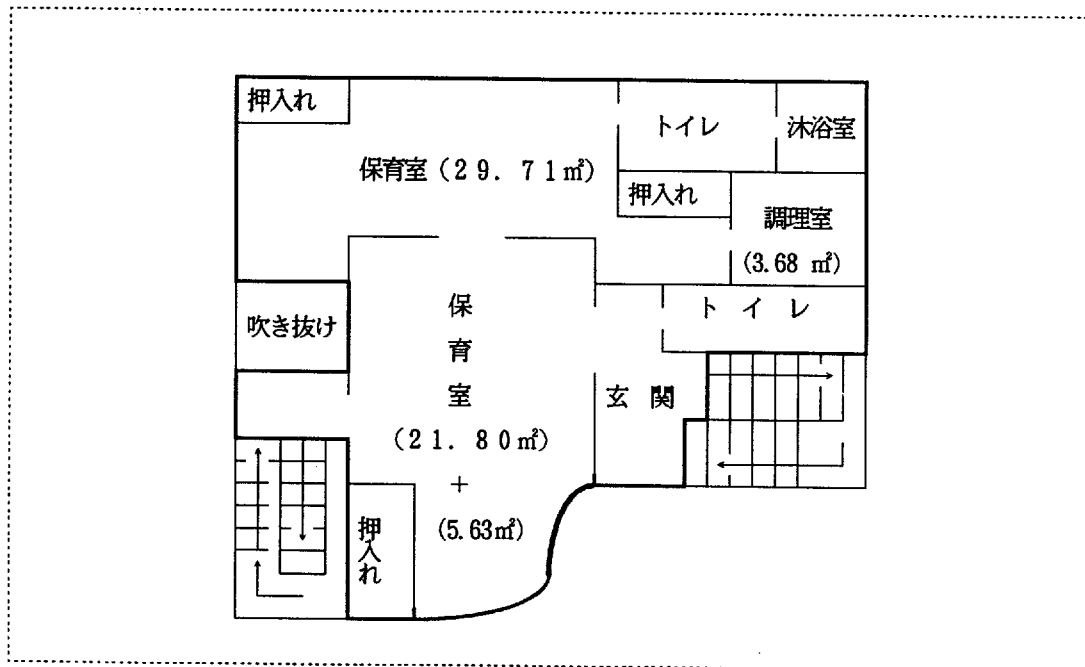 押入れ
トイレ
沐浴室
保育室(29.71㎡)
押入れ
調理室
(3.68 ㎡)
保育室
トイレ
吹き抜け
玄関
(21.80㎡)
+
(5.63㎡)
押入れ